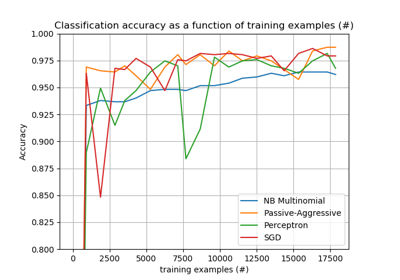 Classification accuracy as a function of training examples (#)
1.000
0.975
0.950
0.925
0.900
0.875
0.850
0.825
0.800
Accuracy
NB Multinomial
Passive-Aggressive
Perceptron
SGD
0 2500 5000 7500 10000 12500 15000 17500
training examples (#)